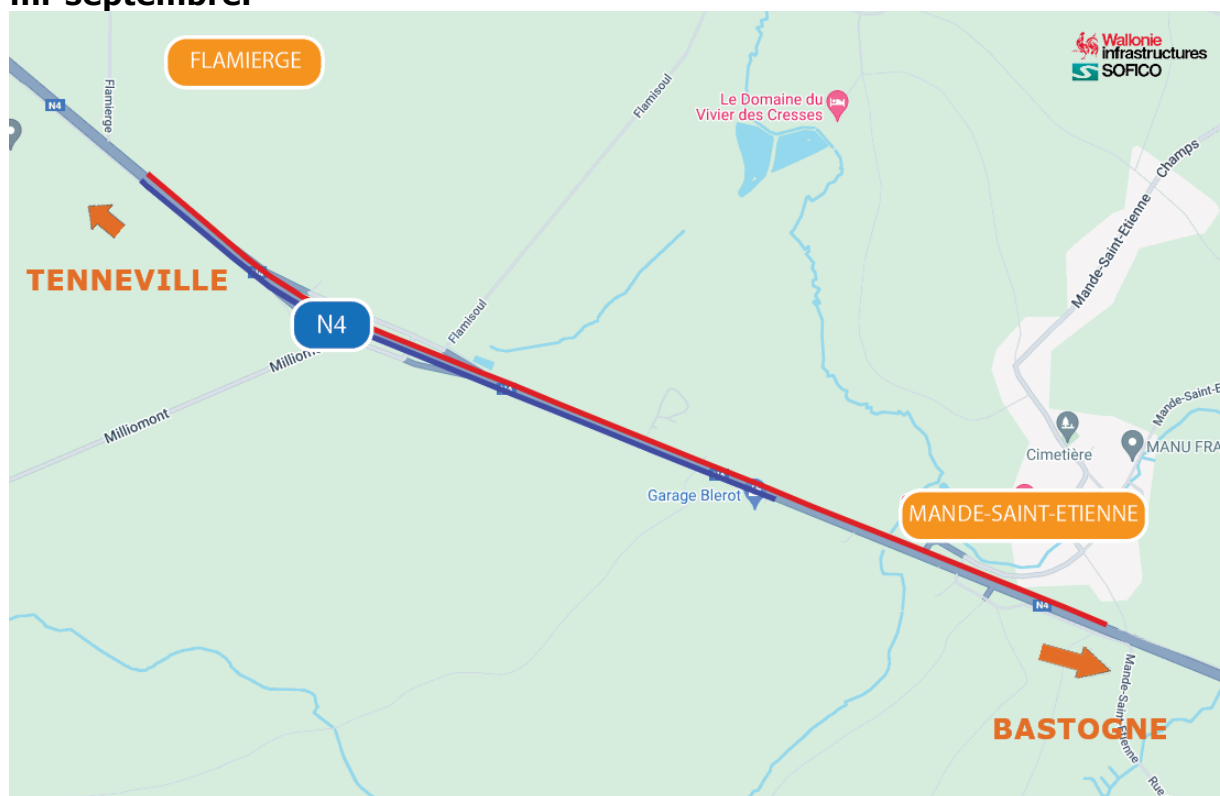 mi-septembre.
FLAMIERGE
Wallonie
infrastructures
SOFICO
N4
Flamierge
Flamisoul
Le Domaine du
Vivier des Cresses
Champs
Mande-Saint-Etienne
TENNEVILLE
N4
Flamisoul
Milliomont
N4
Cimetière
MANU FRA
Mande-Saint-E
Garage Blerot
MANDE-SAINT-ETIENNE
N4
BASTOGNE
Mande-Saint-Etienne
Rue